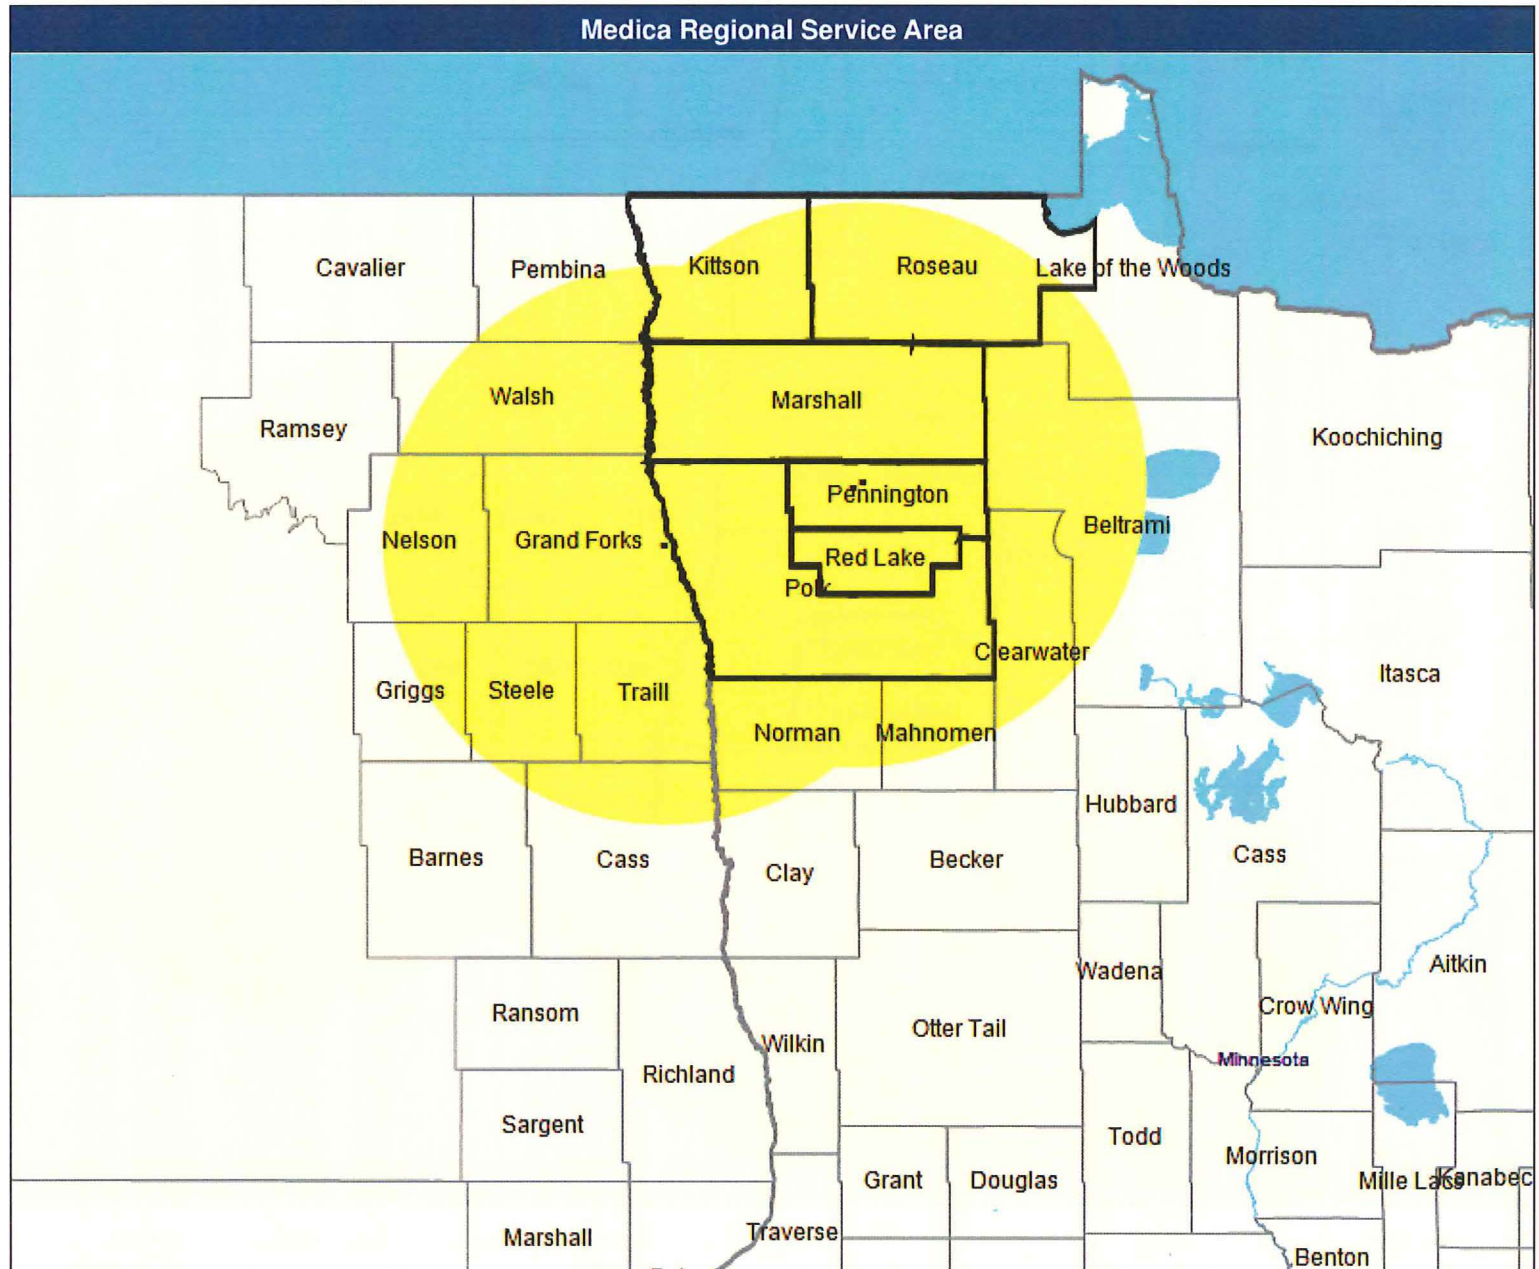 Medica Regional Service Area
Cavalier
Pembina
Kittson
Roseau
Lake of the Woods
Walsh
Marshall
Ramsey
Koochiching
Pennington
Beltrami
Nelson
Grand Forks
Red Lake
Polk
Clearwater
Itasca
Griggs
Steele
Traill
Norman
Mahnomen
Hubbard
Barnes
Cass
Clay
Becker
Cass
Wadena
Aitkin
Ransom
Crow Wing
Otter Tail
Wilkin
Minnesota
Richland
Sargent
Todd
Morrison
Grant
Douglas
Mille Lacs
Kanabec
Marshall
Traverse
Benton